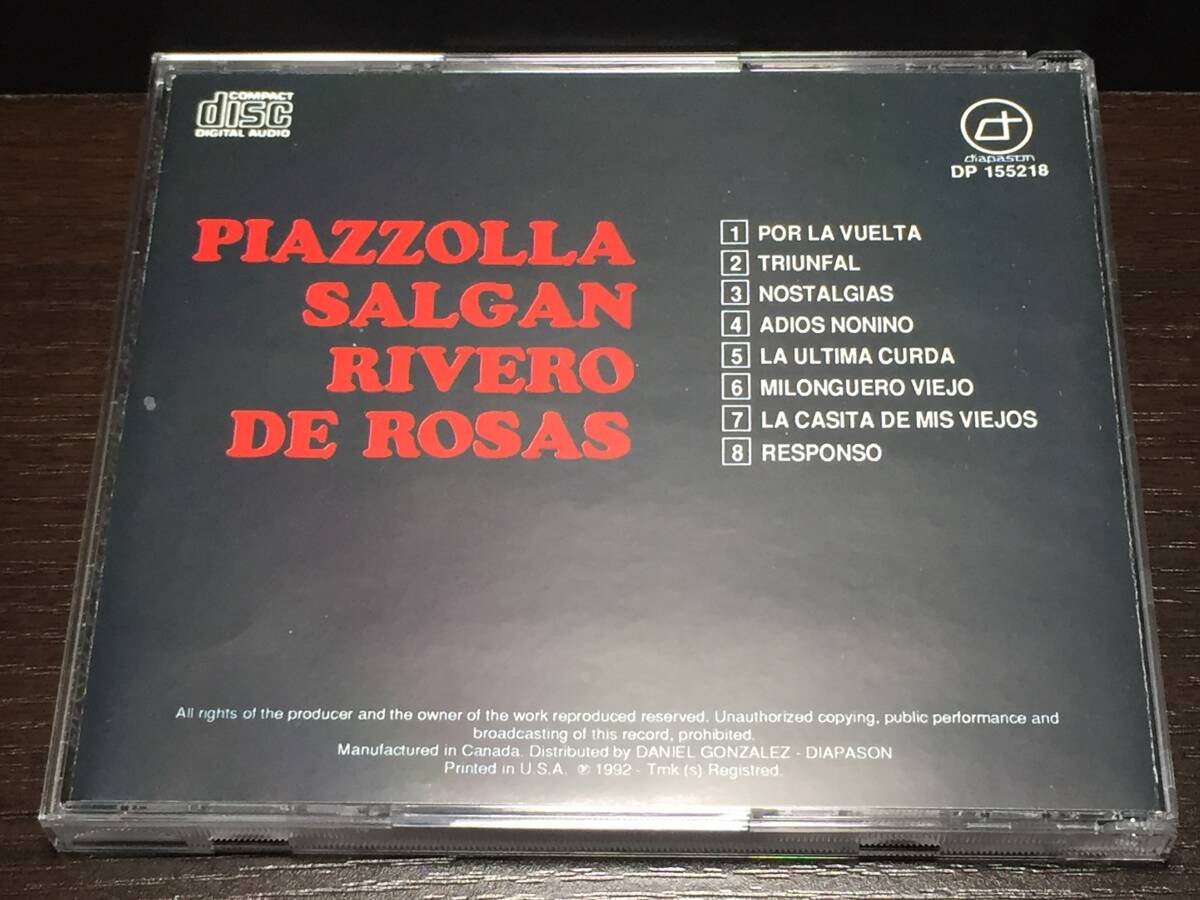 COMPACT
disc
DIGITAL AUDIO
diapason
DP 155218
PIAZZOLLA
SALGAN
RIVERO
DE ROSAS
1 POR LA VUELTA
2 TRIUNFAL
3 NOSTALGIAS
4 ADIOS NONINO
5 LA ULTIMA CURDA
6 MILONGUERO VIEJO
7 LA CASITA DE MIS VIEJOS
8 RESPONSO
All rights of the producer and the owner of the work reproduced reserved. Unauthorized copying, public performance and
broadcasting of this record, prohibited.
Manufactured in Canada. Distributed by DANIEL GONZALEZ - DIAPASON
Printed in U.S.A. ℗ 1992 - Tmk (s) Registred.